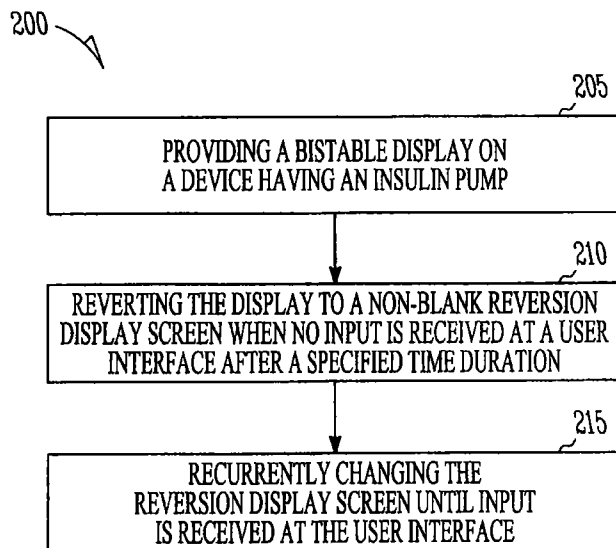 200
205
PROVIDING A BISTABLE DISPLAY ON
A DEVICE HAVING AN INSULIN PUMP
210
REVERTING THE DISPLAY TO A NON-BLANK REVERSION
DISPLAY SCREEN WHEN NO INPUT IS RECEIVED AT A USER
INTERFACE AFTER A SPECIFIED TIME DURATION
215
RECURRENTLY CHANGING THE
REVERSION DISPLAY SCREEN UNTIL INPUT
IS RECEIVED AT THE USER INTERFACE